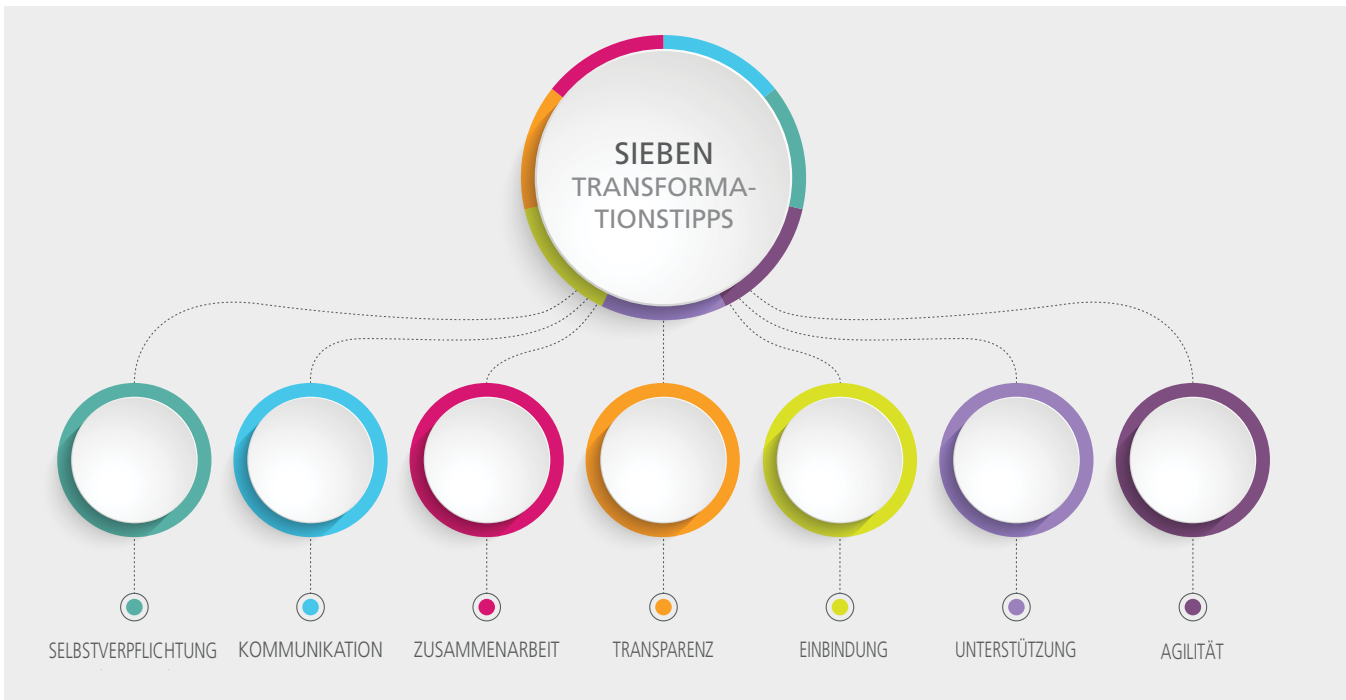 SIEBEN
TRANSFORMA-
TIONSTIPPS
SELBSTVERPFLICHTUNG
KOMMUNIKATION
ZUSAMMENARBEIT
TRANSPARENZ
EINBINDUNG
UNTERSTÜTZUNG
AGILITÄT